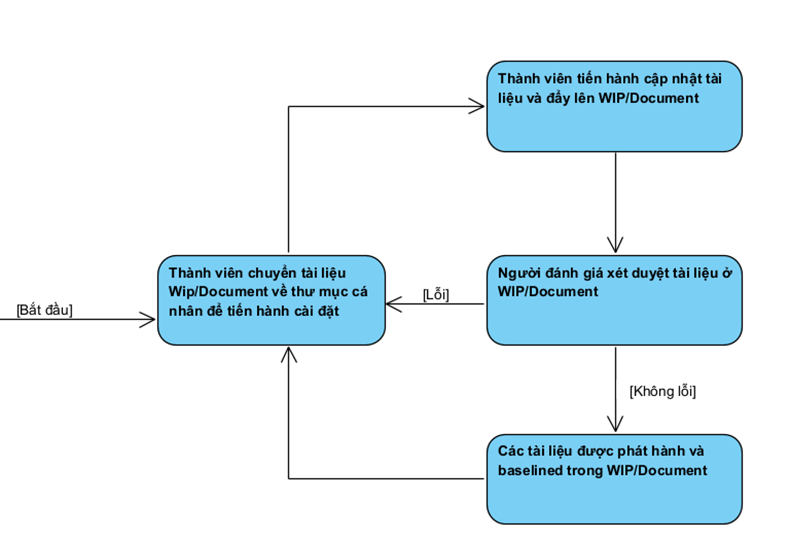 Thành viên tiến hành cập nhật tài
liệu và đẩy lên WIP/Document
[Bắt đầu]
Thành viên chuyển tài liệu
Wip/Document về thư mục cá
nhân để tiến hành cài đặt
[Lỗi]
Người đánh giá xét duyệt tài liệu ở
WIP/Document
[Không lỗi]
Các tài liệu được phát hành và
baselined trong WIP/Document